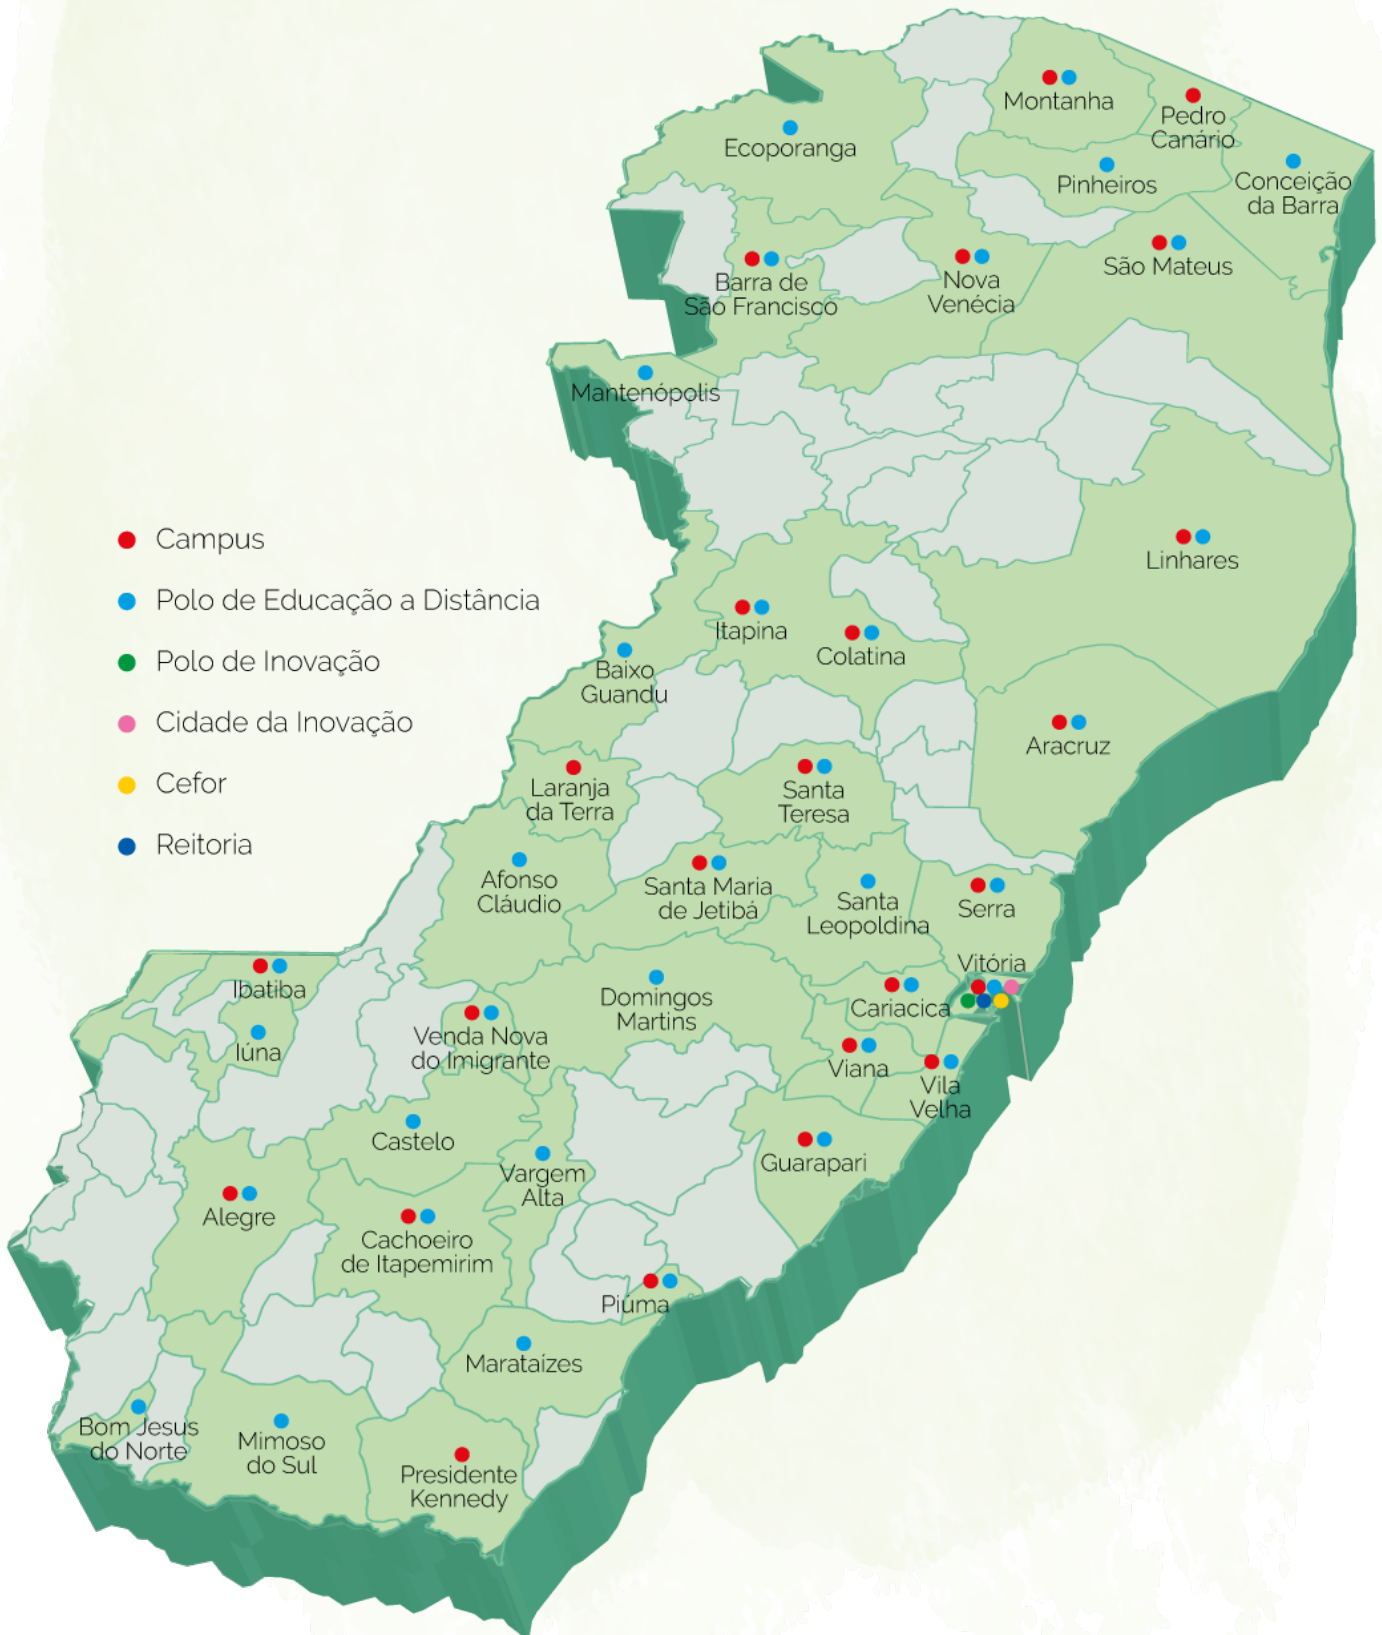 Montanha
Pedro
Canário
Ecoporanga
Pinheiros
Conceição
da Barra
São Mateus
Barra de
São Francisco
Nova
Venécia
Mantenópolis
Campus
Polo de Educação a Distância
Polo de Inovação
Cidade da Inovação
Cefor
Reitoria
Linhares
Itapina
Colatina
Baixo
Guandu
Aracruz
Laranja
da Terra
Santa
Teresa
Afonso
Cláudio
Santa Maria
de Jetibá
Santa
Leopoldina
Serra
Vitória
Ibatiba
Iúna
Venda Nova
do Imigrante
Domingos
Martins
Cariacica
Viana
Vila
Velha
Castelo
Vargem
Alta
Guarapari
Alegre
Cachoeiro
de Itapemirim
Piúma
Marataízes
Bom Jesus
do Norte
Mimoso
do Sul
Presidente
Kennedy